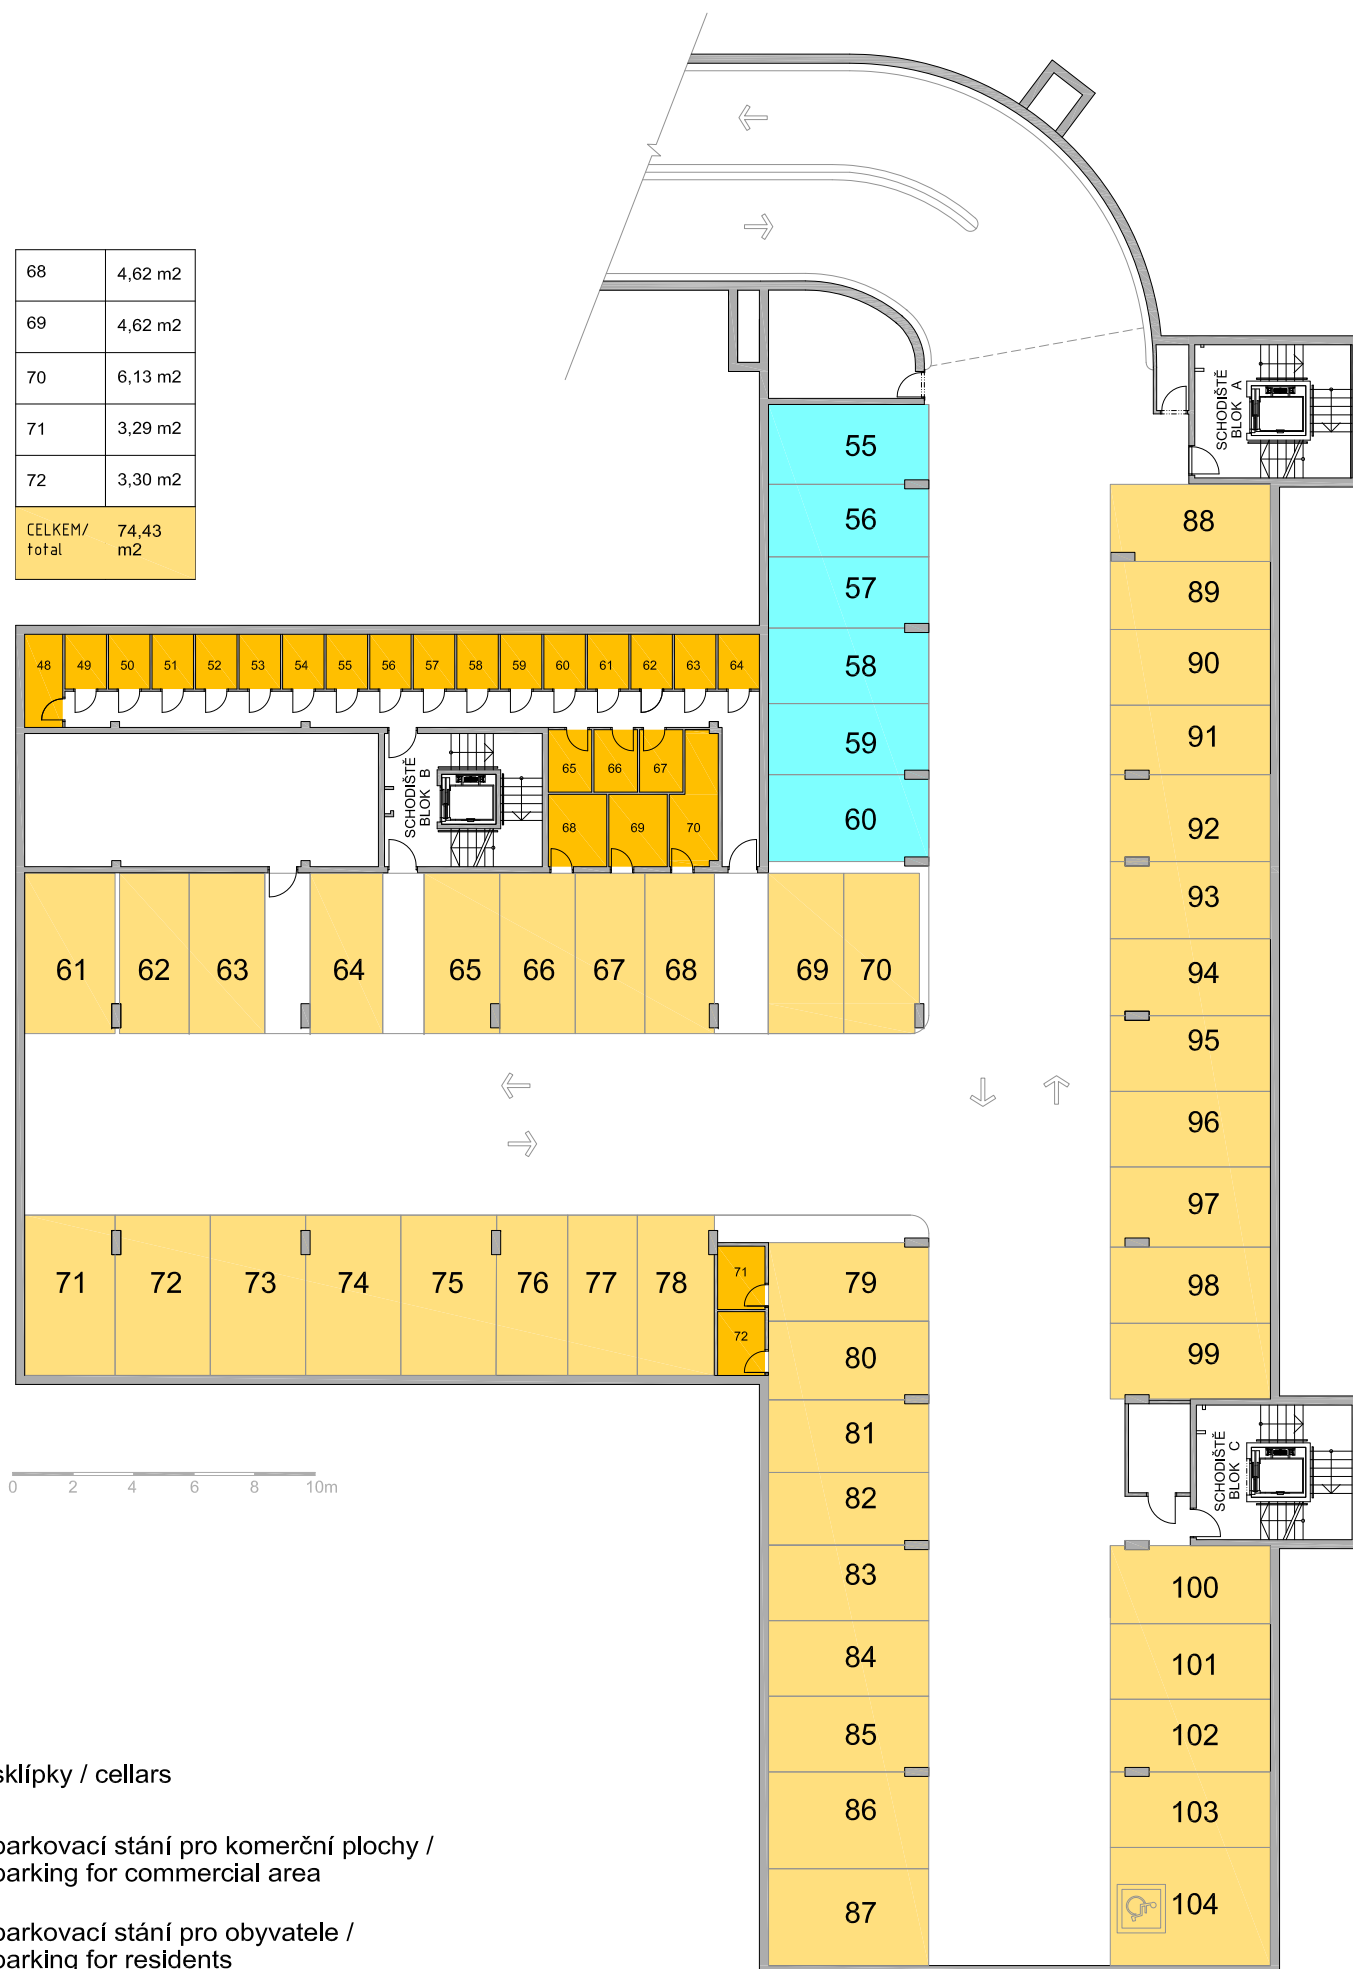 68 4,62 m2
69 4,62 m2
70 6,13 m2
71 3,29 m2
72 3,30 m2
CELKEM/ 74,43
total m2
SCHODIŠTĚ
BLOK A
55
56
57
58
59
60
88
89
90
91
92
93
94
95
96
97
98
99
48 49 50 51 52 53 54 55 56 57 58 59 60 61 62 63 64
SCHODIŠTĚ
BLOK B
65 66 67
68 69 70
61 62 63 64 65 66 67 68 69 70
71 72 73 74 75 76 77 78
71
72
79
80
81
82
83
84
85
86
87
SCHODIŠTĚ
BLOK C
100
101
102
103
104
0 2 4 6 8 10m
sklípky / cellars
parkovací stání pro komerční plochy /
parking for commercial area
parkovací stání pro obyvatele /
parking for residents